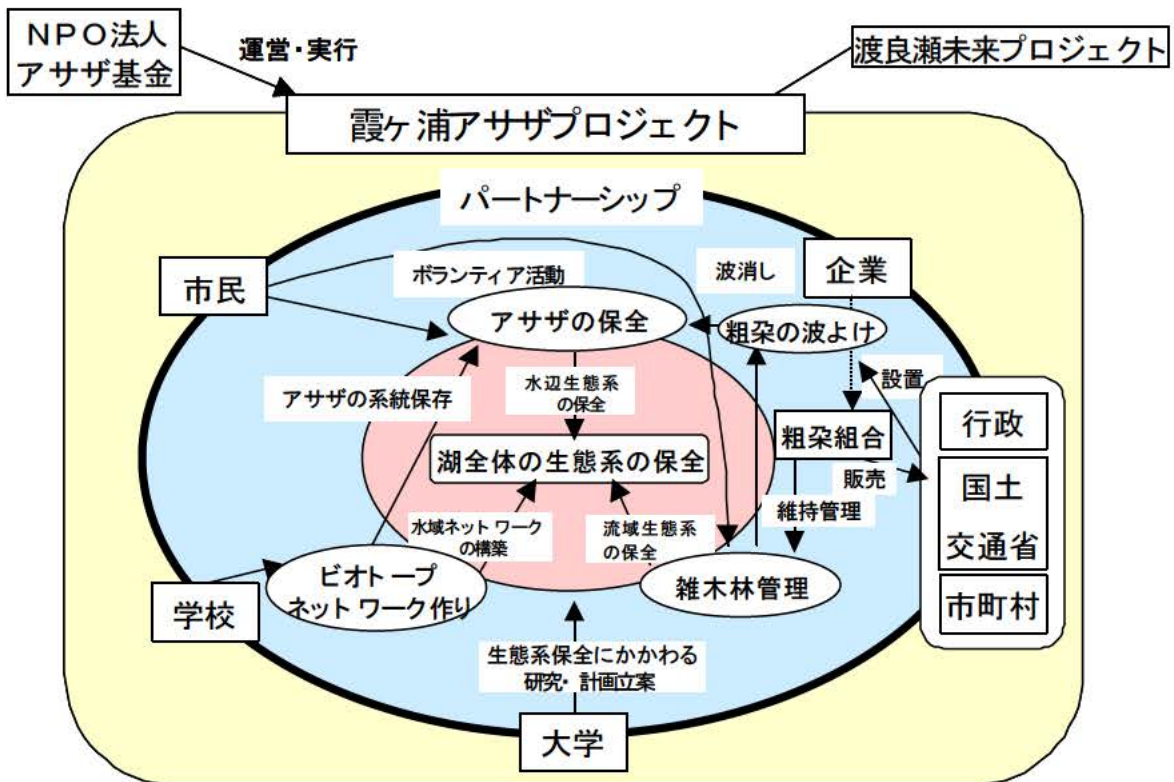 NPO法人
アサザ基金
運営・実行
渡良瀬未来プロジェクト
霞ヶ浦アサザプロジェクト
パートナーシップ
市民
ボランティア活動
波消し
企業
アサザの保全
粗朶の波よけ
アサザの系統保存
水辺生態系
の保全
設置
粗朶組合
行政
湖全体の生態系の保全
販売
国土
交通省
維持管理
水域ネットワーク
の構築
流域生態系
の保全
ビオトープ
ネットワーク作り
雑木林管理
市町村
学校
生態系保全にかかわる
研究・計画立案
大学